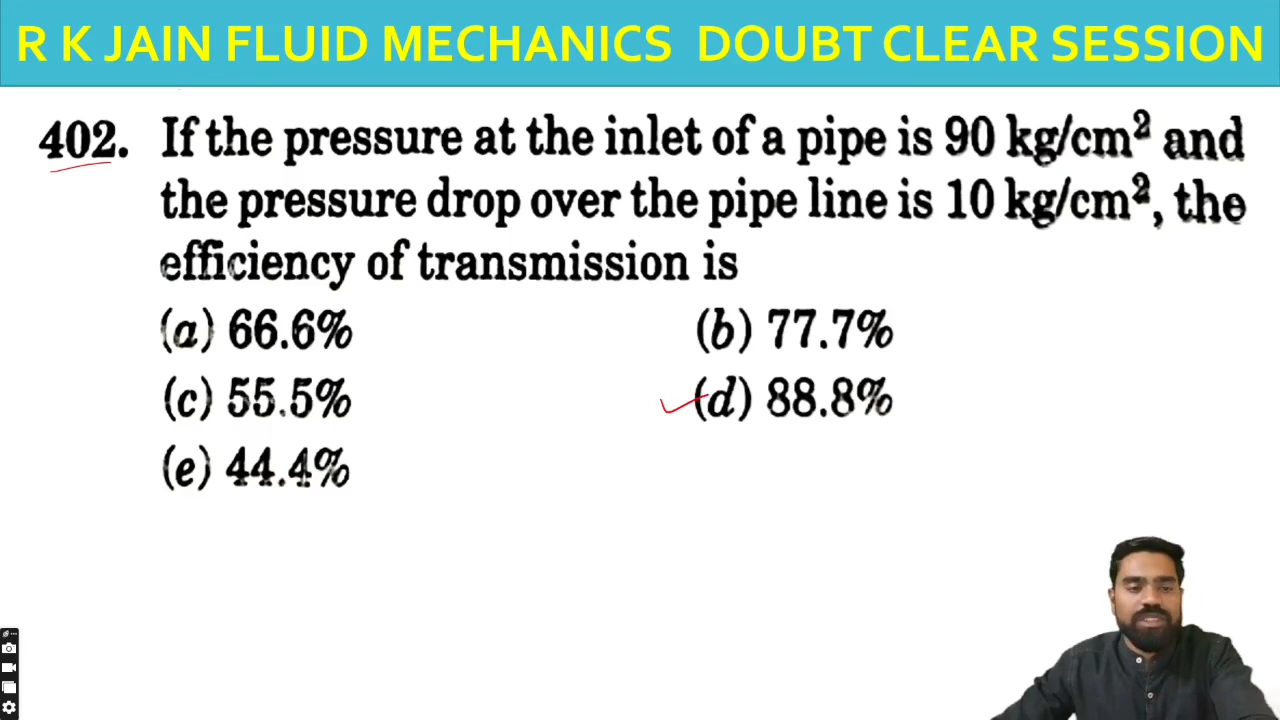 R K JAIN FLUID MECHANICS DOUBT CLEAR SESSION
402. If the pressure at the inlet of a pipe is 90 kg/cm² and
the pressure drop over the pipe line is 10 kg/cm², the
efficiency of transmission is
(a) 66.6% (b) 77.7%
(c) 55.5% (d) 88.8%
(e) 44.4%